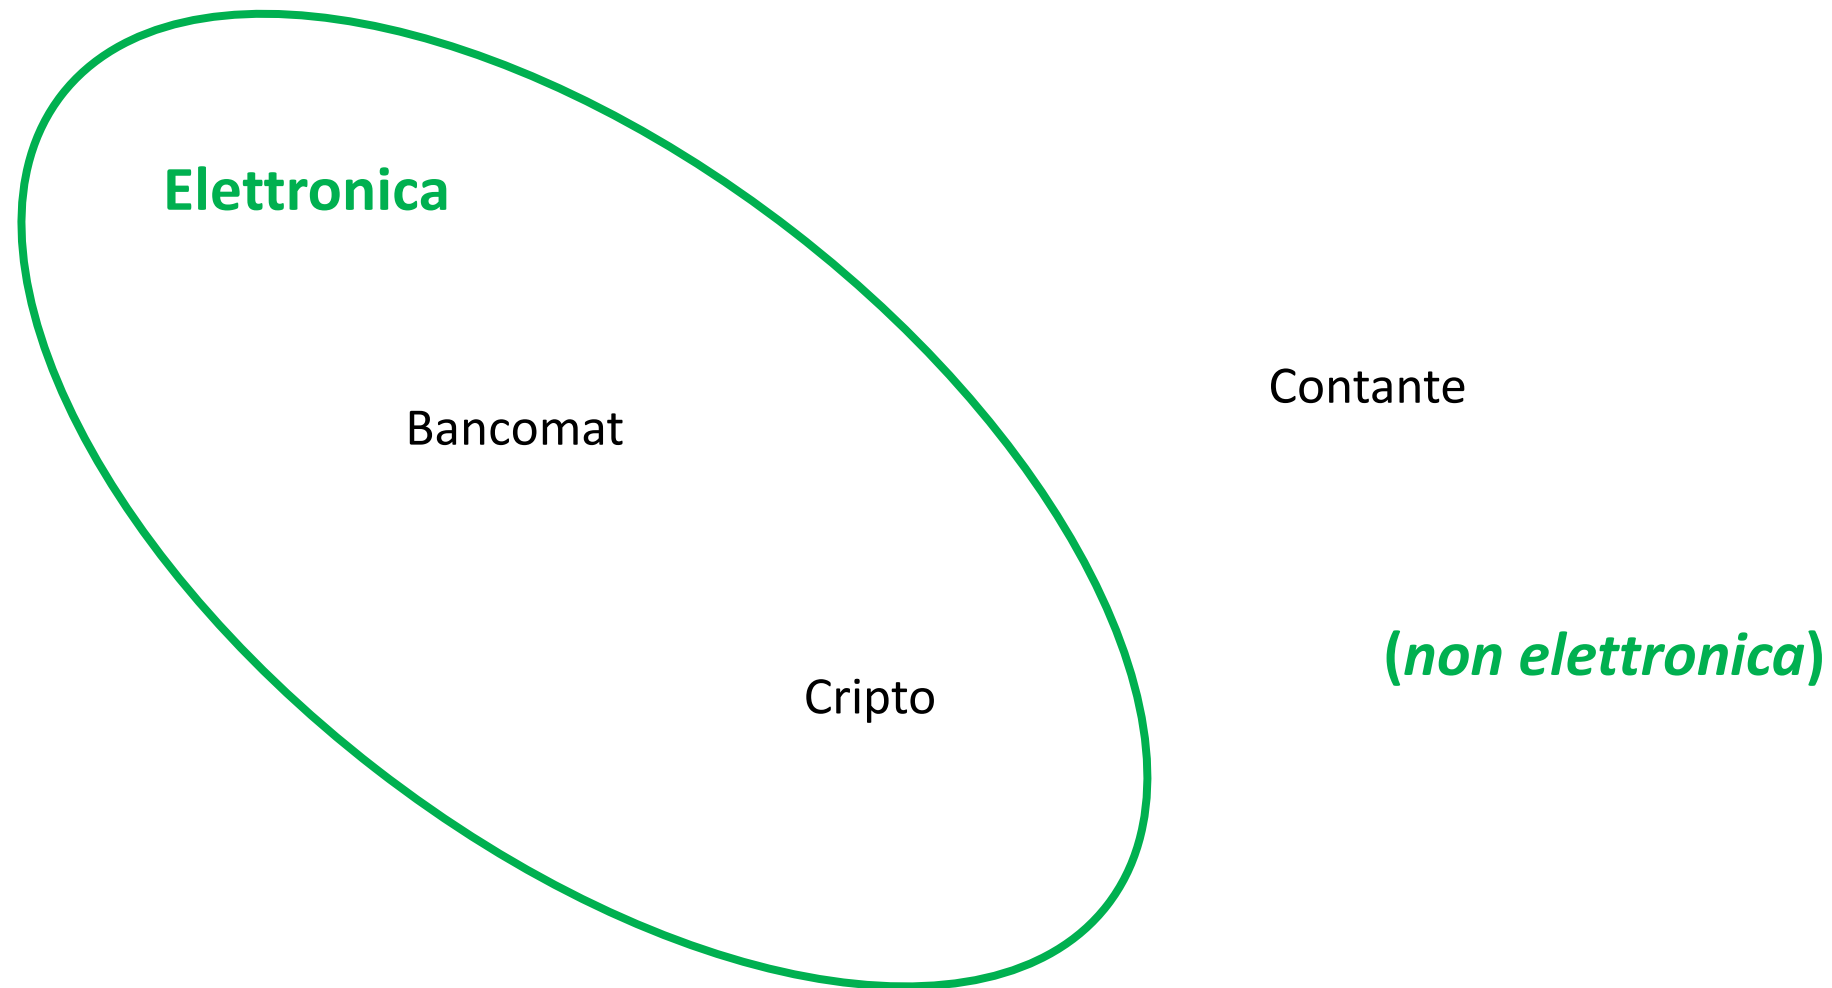 Elettronica
Contante
Bancomat
(non elettronica)
Cripto